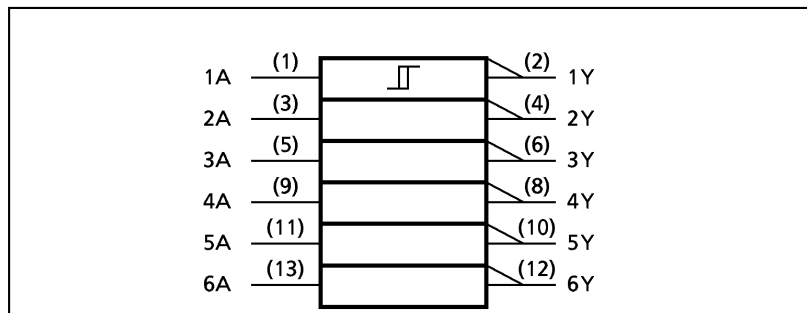 1A (1) (2) 1Y
2A (3) (4) 2Y
3A (5) (6) 3Y
4A (9) (8) 4Y
5A (11) (10) 5Y
6A (13) (12) 6Y